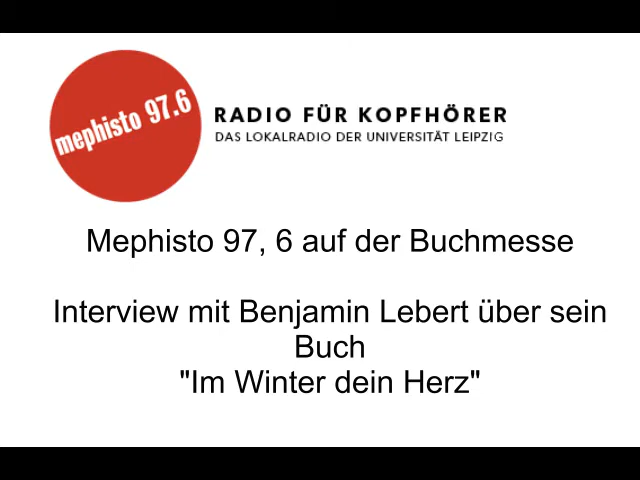 mephisto 97.6
RADIO FÜR KOPFHÖRER
DAS LOKALRADIO DER UNIVERSITÄT LEIPZIG
Mephisto 97, 6 auf der Buchmesse
Interview mit Benjamin Lebert über sein
Buch
"Im Winter dein Herz"